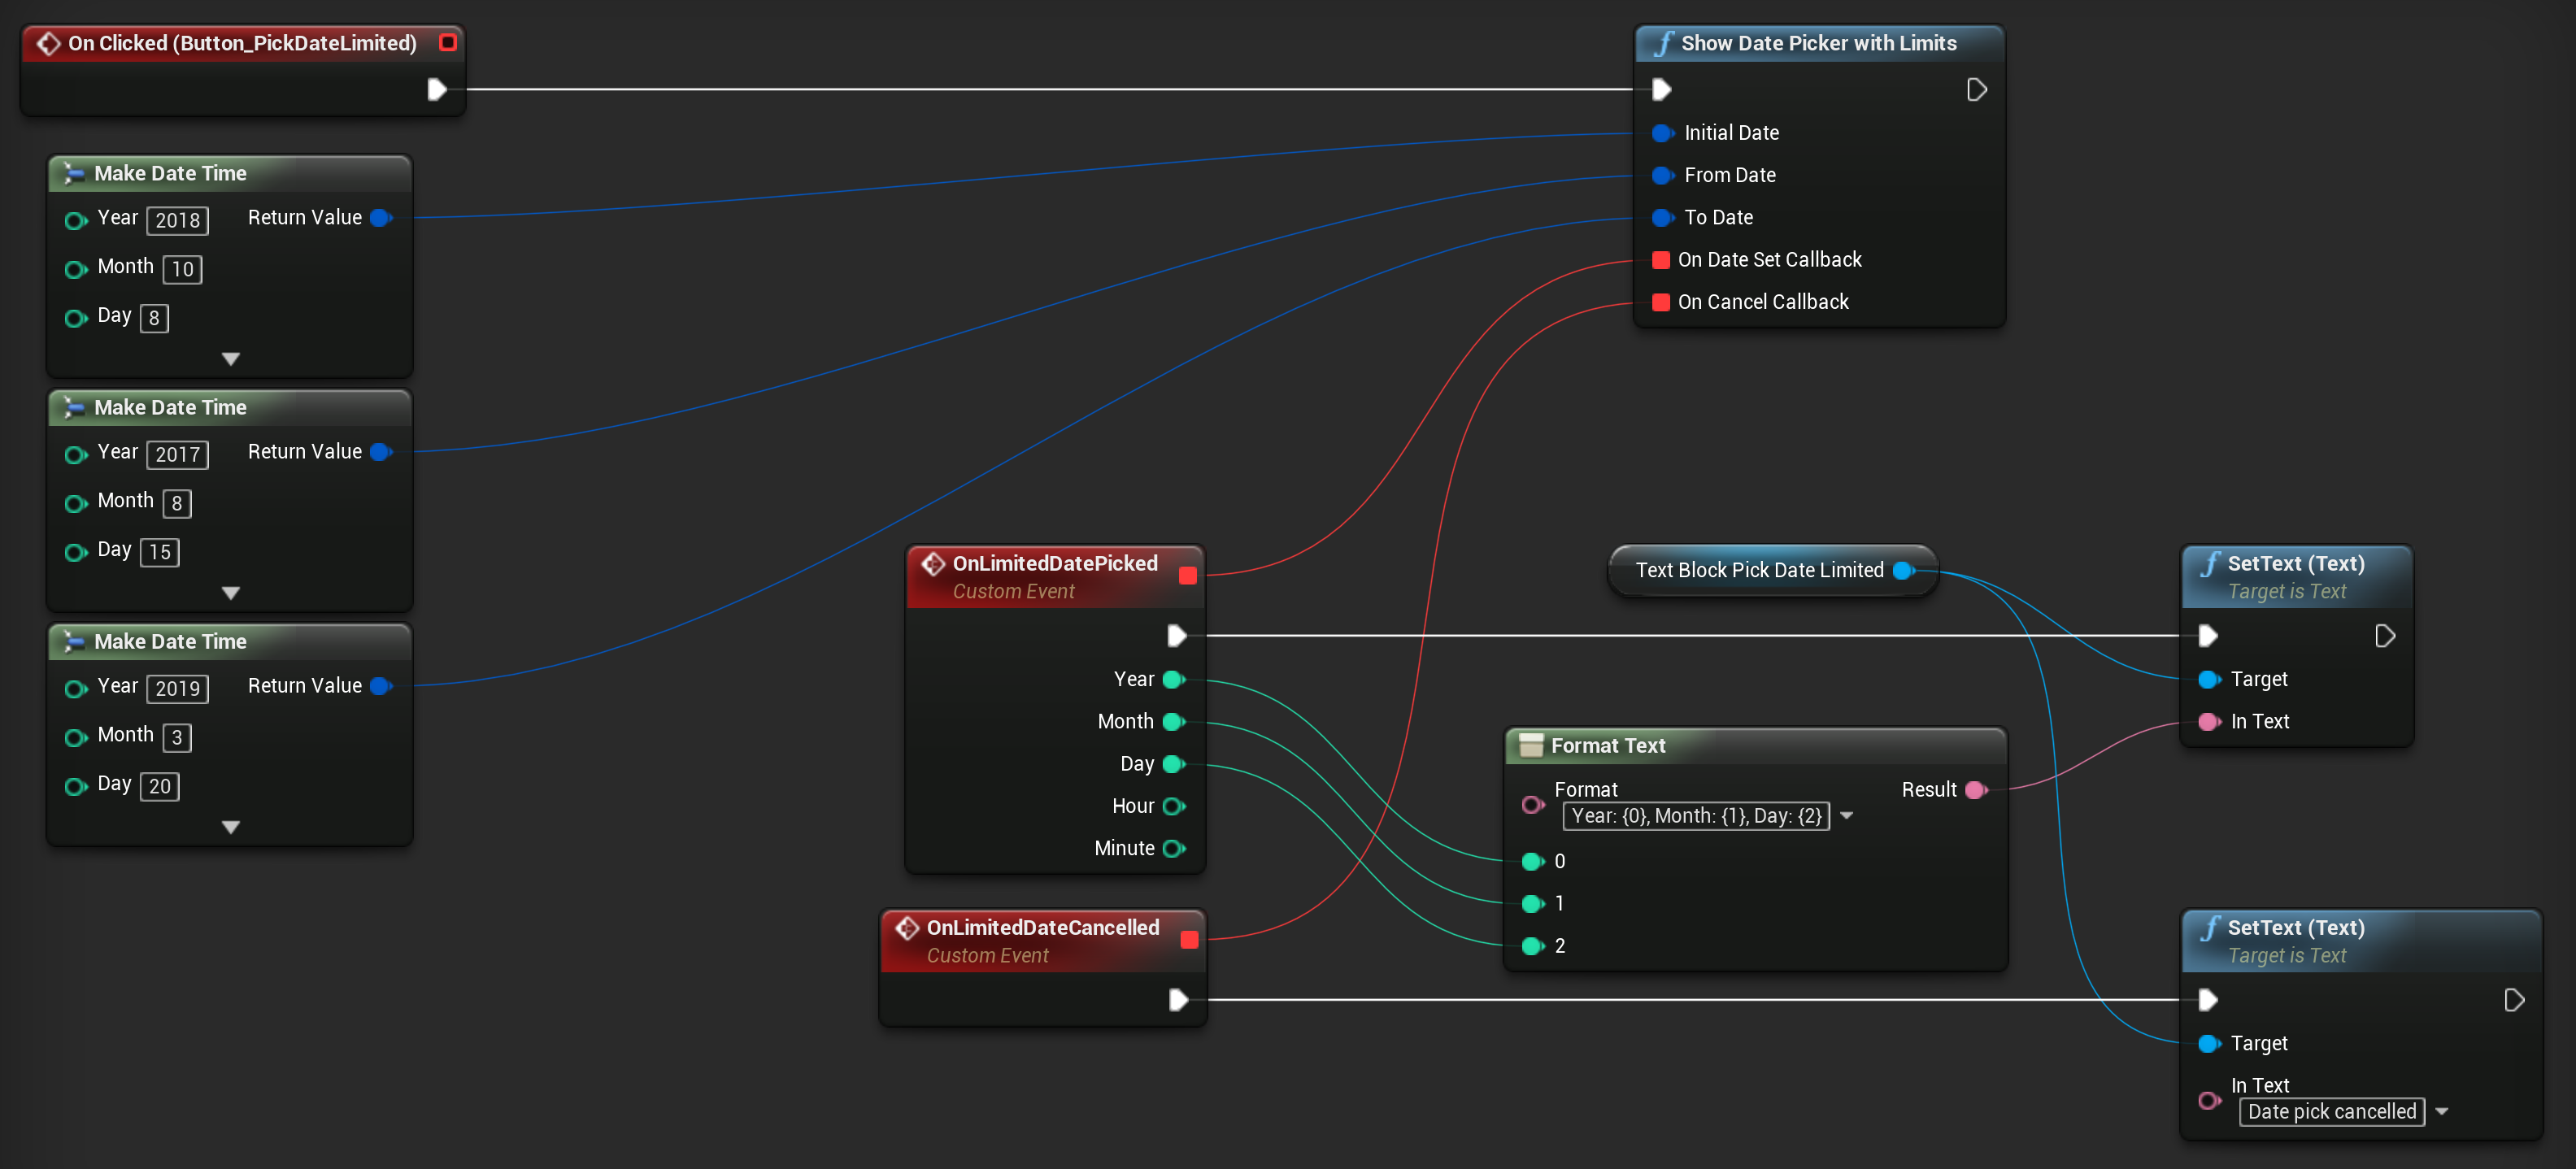 On Clicked (Button_PickDateLimited)
Make Date Time
Year 2018 Return Value
Month 10
Day 8
Make Date Time
Year 2017 Return Value
Month 8
Day 15
Make Date Time
Year 2019 Return Value
Month 3
Day 20
Show Date Picker with Limits
Initial Date
From Date
To Date
On Date Set Callback
On Cancel Callback
OnLimitedDatePicked
Custom Event
Year
Month
Day
Hour
Minute
OnLimitedDateCancelled
Custom Event
Text Block Pick Date Limited
Format Text
Format Result
Year: {0}, Month: {1}, Day: {2}
0
1
2
SetText (Text)
Target is Text
Target
In Text
SetText (Text)
Target is Text
Target
In Text
Date pick cancelled